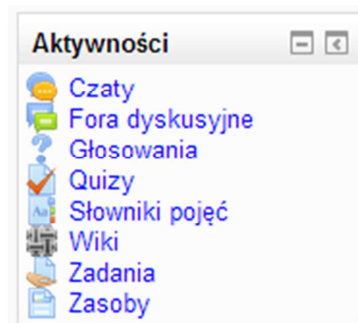 Aktywności
Czaty
Fora dyskusyjne
Głosowania
Quizy
Słowniki pojęć
Wiki
Zadania
Zasoby